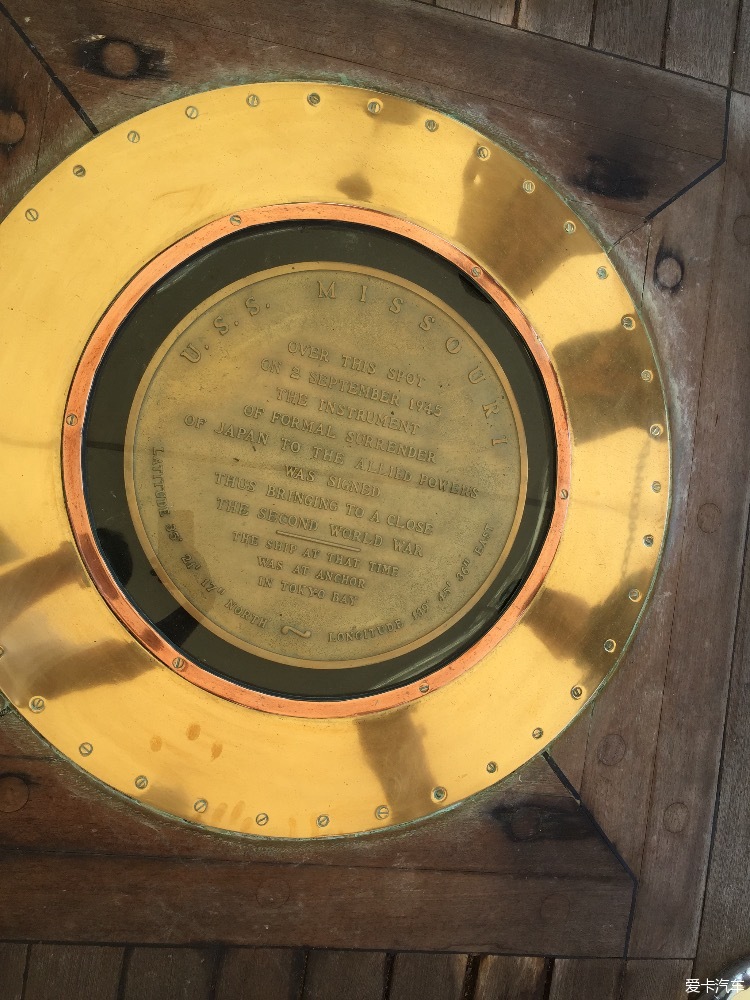 U.S.S. MISSOURI
OVER THIS SPOT
ON 2 SEPTEMBER 1945
THE INSTRUMENT
OF FORMAL SURRENDER
OF JAPAN TO THE ALLIED POWERS
WAS SIGNED
THUS BRINGING TO A CLOSE
THE SECOND WORLD WAR
THE SHIP AT THAT TIME
WAS AT ANCHOR
IN TOKYO BAY
LATITUDE 35° 21' 17" NORTH ~ LONGITUDE 139° 45' 36" EAST
爱卡汽车